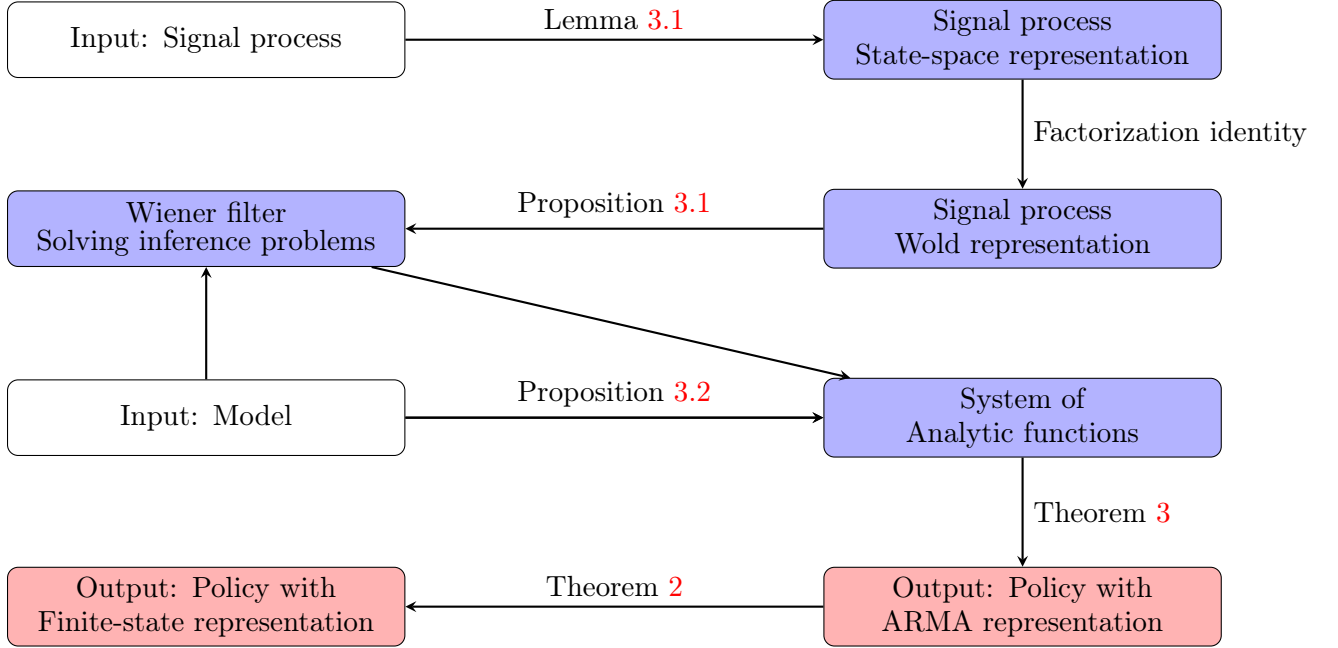 Input: Signal process
Lemma 3.1
Signal process
State-space representation
Factorization identity
Wiener filter
Solving inference problems
Proposition 3.1
Signal process
Wold representation
Input: Model
Proposition 3.2
System of
Analytic functions
Theorem 3
Output: Policy with
Finite-state representation
Theorem 2
Output: Policy with
ARMA representation